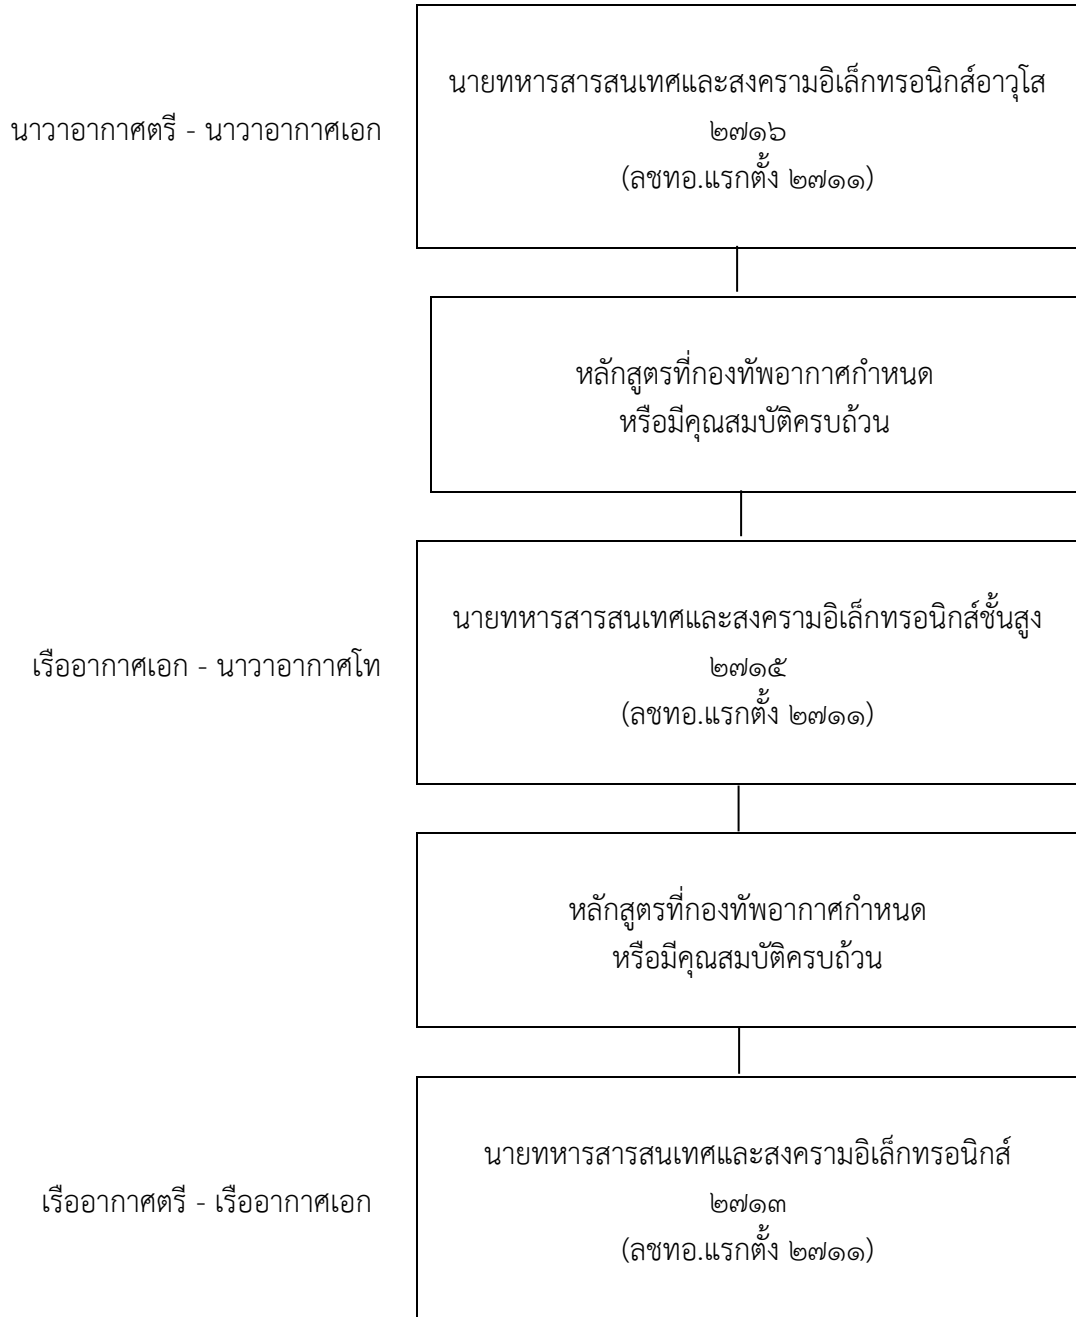 นายทหารสารสนเทศและสงครามอิเล็กทรอนิกส์อาวุโส
นาวาอากาศตรี - นาวาอากาศเอก
๒๗๑๖
(ลชทอ.แรกตั้ง ๒๗๑๑)
หลักสูตรที่กองทัพอากาศกำหนด
หรือมีคุณสมบัติครบถ้วน
นายทหารสารสนเทศและสงครามอิเล็กทรอนิกส์ชั้นสูง
เรืออากาศเอก - นาวาอากาศโท
๒๗๑๕
(ลชทอ.แรกตั้ง ๒๗๑๑)
หลักสูตรที่กองทัพอากาศกำหนด
หรือมีคุณสมบัติครบถ้วน
นายทหารสารสนเทศและสงครามอิเล็กทรอนิกส์
เรืออากาศตรี - เรืออากาศเอก
๒๗๑๓
(ลชทอ.แรกตั้ง ๒๗๑๑)